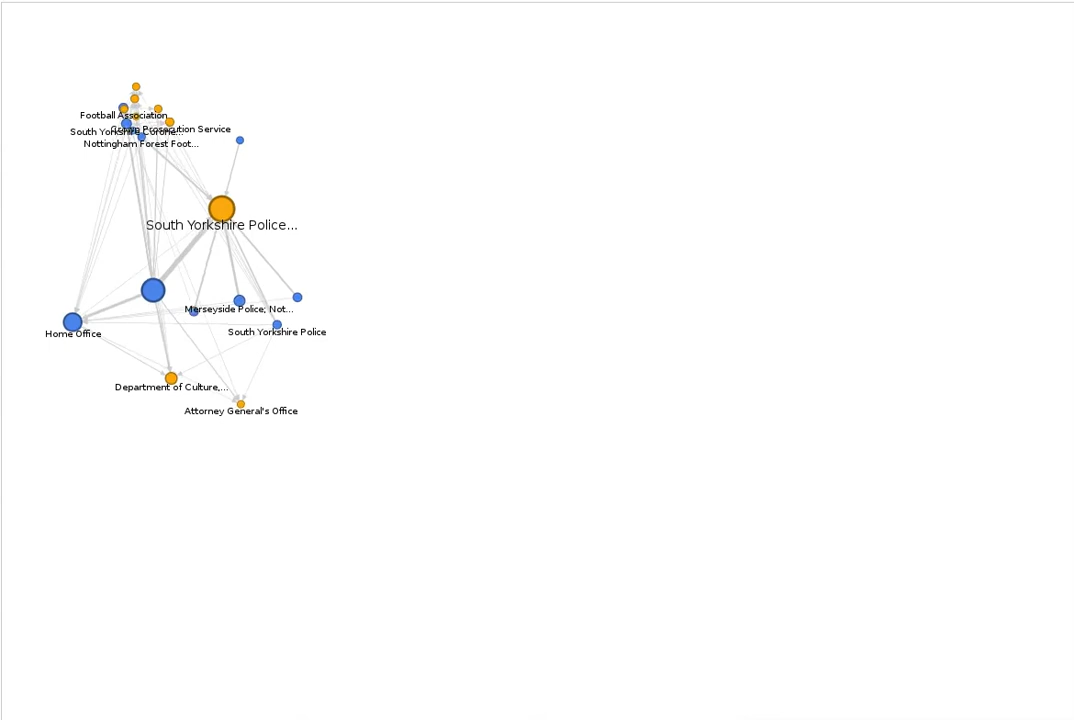 Football Association
Crown Prosecution Service
South Yorkshire Corone...
Nottingham Forest Foot...
South Yorkshire Police...
Merseyside Police; Not...
Home Office
South Yorkshire Police
Department of Culture,...
Attorney General's Office